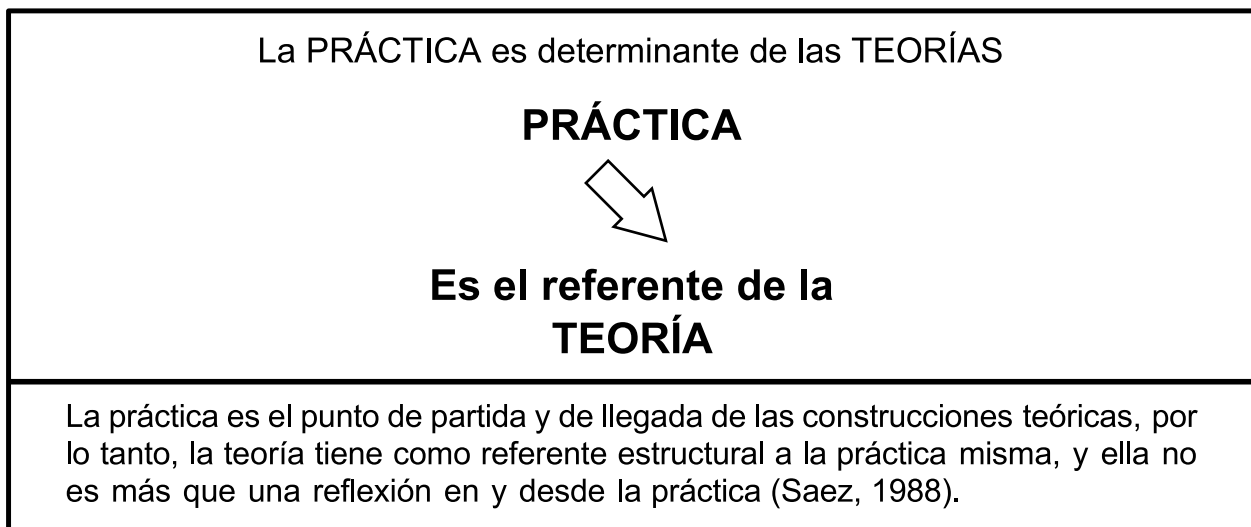 La PRÁCTICA es determinante de las TEORÍAS
PRÁCTICA
Es el referente de la
TEORÍA
La práctica es el punto de partida y de llegada de las construcciones teóricas, por
lo tanto, la teoría tiene como referente estructural a la práctica misma, y ella no
es más que una reflexión en y desde la práctica (Saez, 1988).